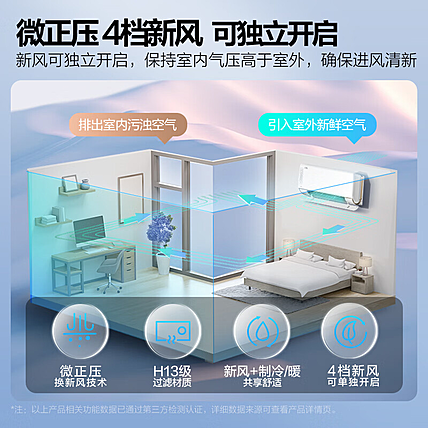 微正压 4档新风 可独立开启
新风可独立开启，保持室内气压高于室外，确保进风清新
排出室内污浊空气
引入室外新鲜空气
微正压
换新风技术
H13级
过滤材质
新风+制冷/暖
共享舒适
4档新风
可单独开启
*注：以上产品相关功能数据已通过第三方检测认证，详细数据来源可查看产品详情页。